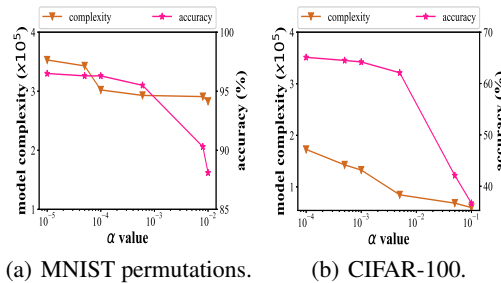 complexity accuracy
model complexity (×10⁵)
4
3
2
1
100
95
90
85
accuracy (%)
10⁻⁵ 10⁻⁴ 10⁻³ 10⁻²
α value
(a) MNIST permutations.
complexity accuracy
model complexity (×10⁵)
4
3
2
1
70
60
50
40
accuracy (%)
10⁻⁴ 10⁻³ 10⁻² 10⁻¹
α value
(b) CIFAR-100.